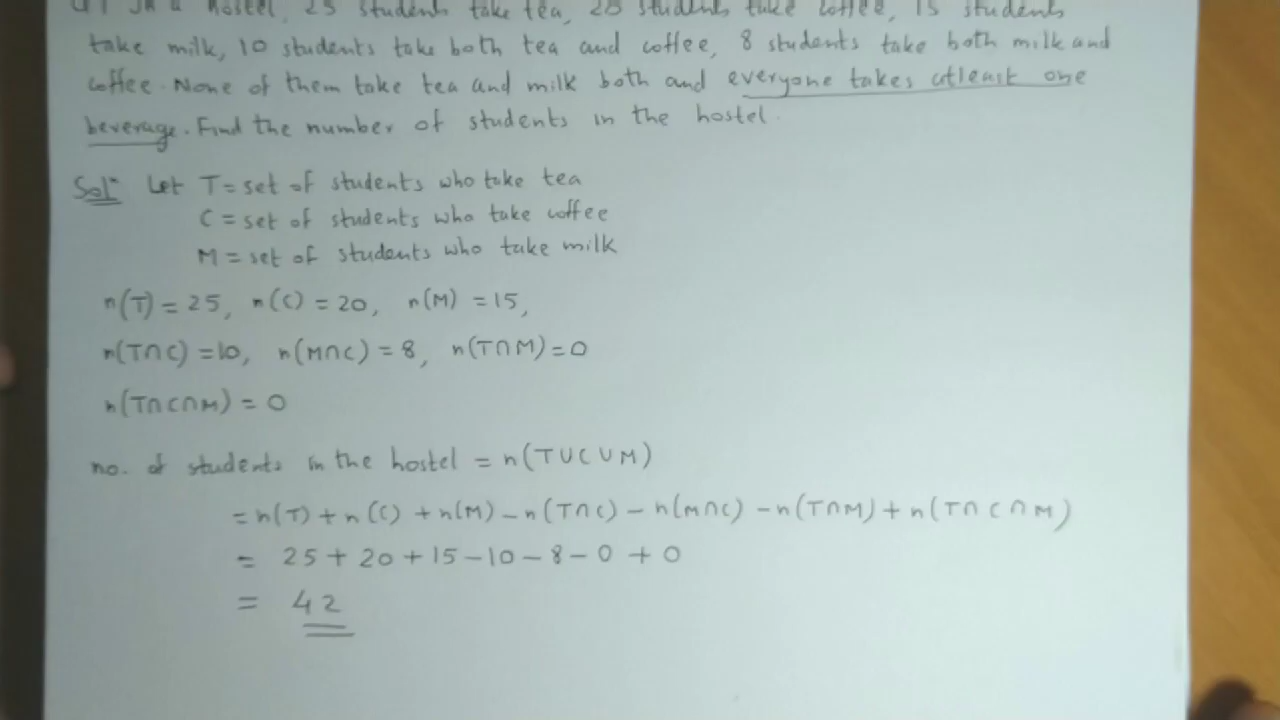 Q1 In a hostel, 25 students take tea, 20 students take coffee, 15 students
take milk, 10 students take both tea and coffee, 8 students take both milk and
coffee. None of them take tea and milk both and everyone takes atleast one
beverage. Find the number of students in the hostel.
Solⁿ Let T = set of students who take tea
C = set of students who take coffee
M = set of students who take milk
n(T) = 25, n(C) = 20, n(M) = 15,
n(T∩C) = 10, n(M∩C) = 8, n(T∩M) = 0
n(T∩C∩M) = 0
no. of students in the hostel = n(T∪C∪M)
= n(T) + n(C) + n(M) - n(T∩C) - n(M∩C) - n(T∩M) + n(T∩C∩M)
= 25 + 20 + 15 - 10 - 8 - 0 + 0
= 42